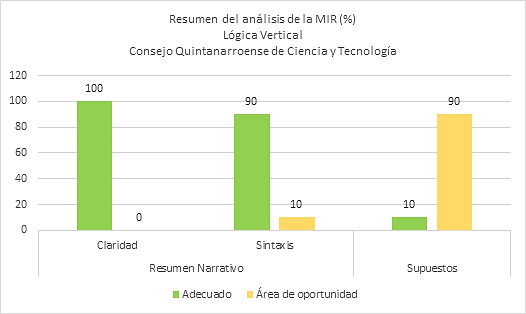 Resumen del análisis de la MIR (%)
Lógica Vertical
Consejo Quintanarroense de Ciencia y Tecnología
120
100
80
60
40
20
0
100
0
90
10
10
90
Claridad
Sintaxis
Resumen Narrativo
Supuestos
Adecuado
Área de oportunidad